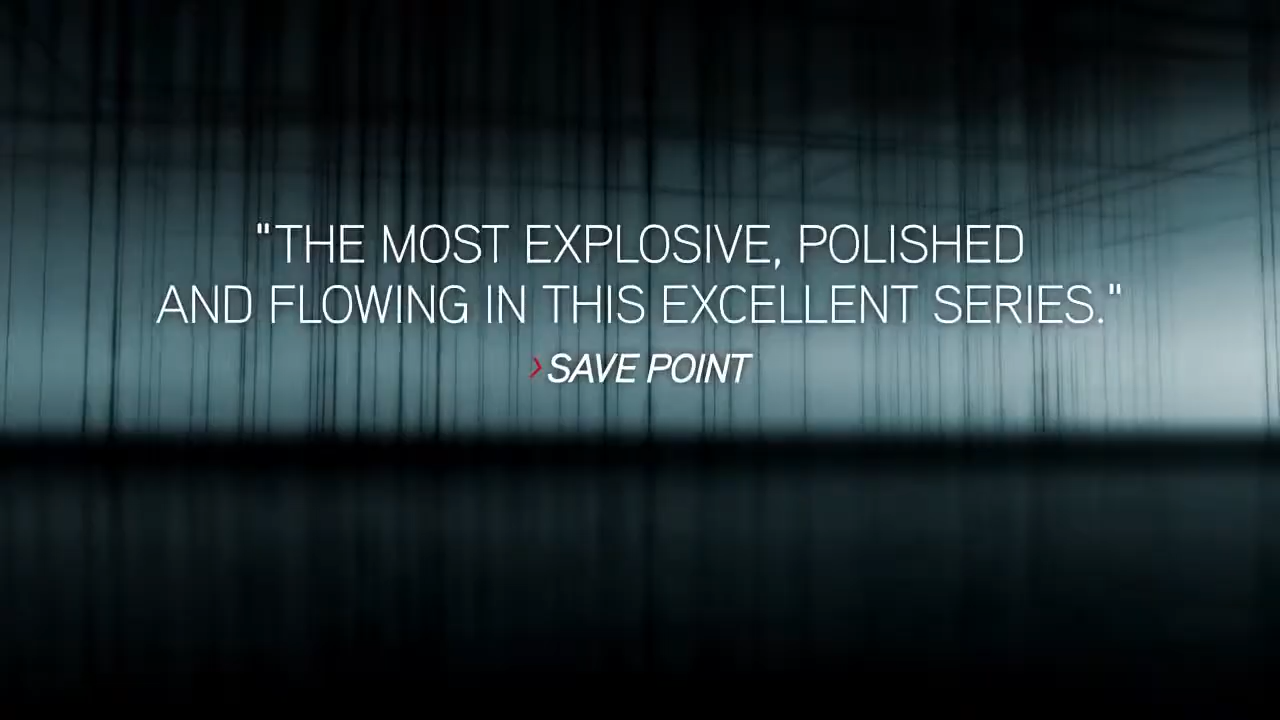 "THE MOST EXPLOSIVE, POLISHED
AND FLOWING IN THIS EXCELLENT SERIES."
›SAVE POINT